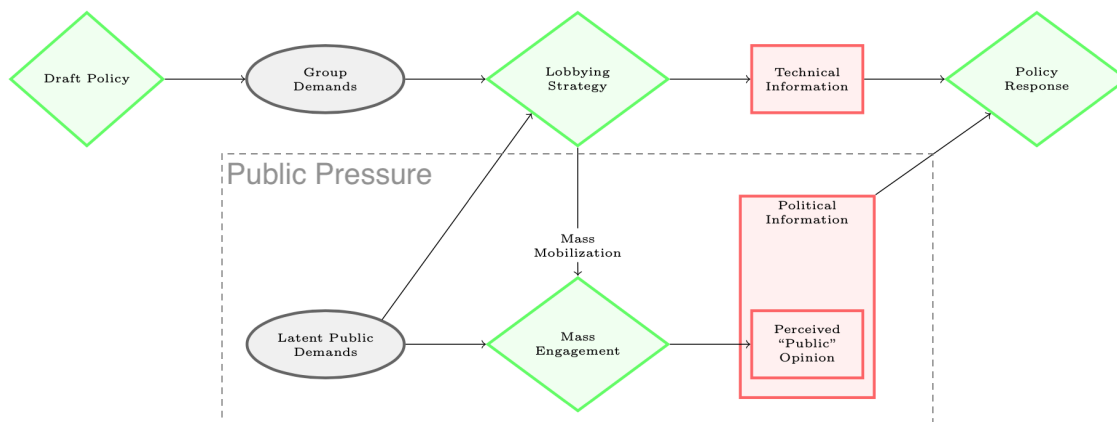 Draft Policy
Group
Demands
Lobbying
Strategy
Technical
Information
Policy
Response
Public Pressure
Political
Information
Mass
Mobilization
Latent Public
Demands
Mass
Engagement
Perceived
“Public”
Opinion